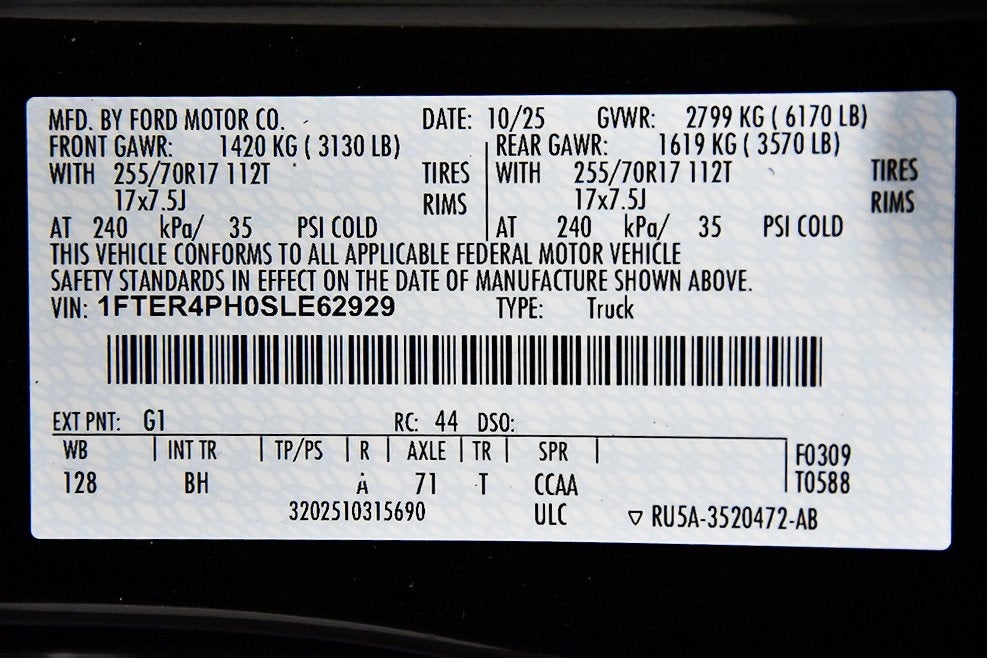 MFD. BY FORD MOTOR CO. DATE: 10/25 GVWR: 2799 KG ( 6170 LB)
FRONT GAWR: 1420 KG ( 3130 LB) REAR GAWR: 1619 KG ( 3570 LB)
WITH 255/70R17 112T TIRES WITH 255/70R17 112T TIRES
17x7.5J RIMS 17x7.5J RIMS
AT 240 kPa/ 35 PSI COLD AT 240 kPa/ 35 PSI COLD
THIS VEHICLE CONFORMS TO ALL APPLICABLE FEDERAL MOTOR VEHICLE
SAFETY STANDARDS IN EFFECT ON THE DATE OF MANUFACTURE SHOWN ABOVE.
VIN: 1FTER4PH0SLE62929 TYPE: Truck
EXT PNT: G1 RC: 44 DSO:
WB INT TR TP/PS R AXLE TR SPR F0309
128 BH A 71 T CCAA T0588
3202510315690 ULC ▽ RU5A-3520472-AB